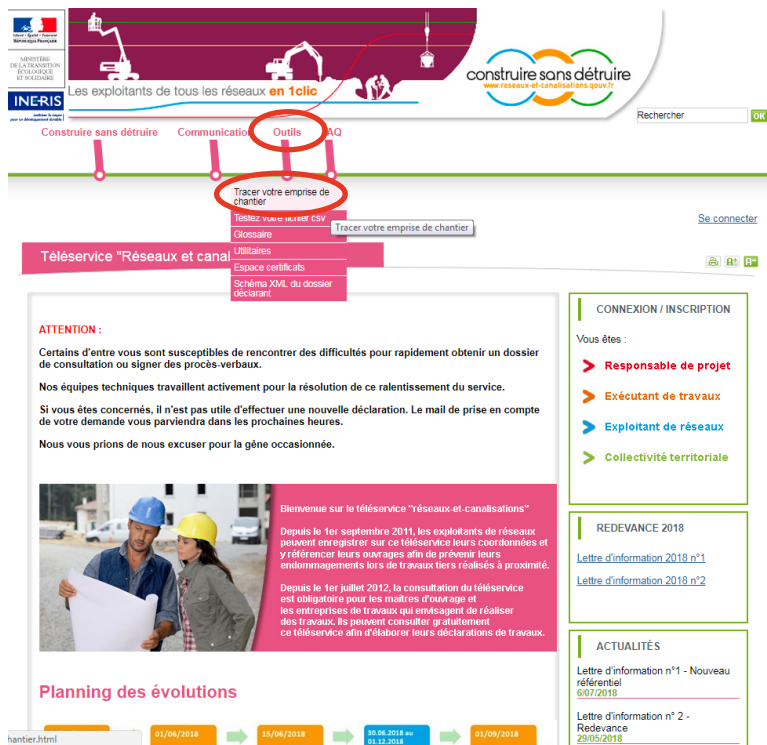 Liberté • Égalité • Fraternité
RÉPUBLIQUE FRANÇAISE
MINISTÈRE
DE LA TRANSITION
ÉCOLOGIQUE
ET SOLIDAIRE
INERIS
maîtriser le risque
pour un développement durable
Les exploitants de tous les réseaux en 1clic
construire sans détruire
www.reseaux-et-canalisations.gouv.fr
Rechercher
OK
Construire sans détruire
Communication
Outils
AQ
Tracer votre emprise de
chantier
Testez votre fichier csv
Tracer votre emprise de chantier
Glossaire
Utilitaires
Espace certificats
Schéma XML du dossier
déclarant
Se connecter
Téléservice "Réseaux et canal
ATTENTION :
Certains d'entre vous sont susceptibles de rencontrer des difficultés pour rapidement obtenir un dossier
de consultation ou signer des procès-verbaux.
Nos équipes techniques travaillent activement pour la résolution de ce ralentissement du service.
Si vous êtes concernés, il n'est pas utile d'effectuer une nouvelle déclaration. Le mail de prise en compte
de votre demande vous parviendra dans les prochaines heures.
Nous vous prions de nous excuser pour la gêne occasionnée.
Bienvenue sur le téléservice "réseaux-et-canalisations"
Depuis le 1er septembre 2011, les exploitants de réseaux
peuvent enregistrer sur ce téléservice leurs coordonnées et
y référencer leurs ouvrages afin de prévenir leurs
endommagements lors de travaux tiers réalisés à proximité.
Depuis le 1er juillet 2012, la consultation du téléservice
est obligatoire pour les maîtres d'ouvrage et
les entreprises de travaux qui envisagent de réaliser
des travaux. Ils peuvent consulter gratuitement
ce téléservice afin d'élaborer leurs déclarations de travaux.
Planning des évolutions
01/06/2018
15/06/2018
30.06.2018 au
01.12.2018
01/09/2018
hantier.html
CONNEXION / INSCRIPTION
Vous êtes :
Responsable de projet
Exécutant de travaux
Exploitant de réseaux
Collectivité territoriale
REDEVANCE 2018
Lettre d'information 2018 n°1
Lettre d'information 2018 n°2
ACTUALITÉS
Lettre d'information n°1 - Nouveau
référentiel
6/07/2018
Lettre d'information n° 2 -
Redevance
29/05/2018